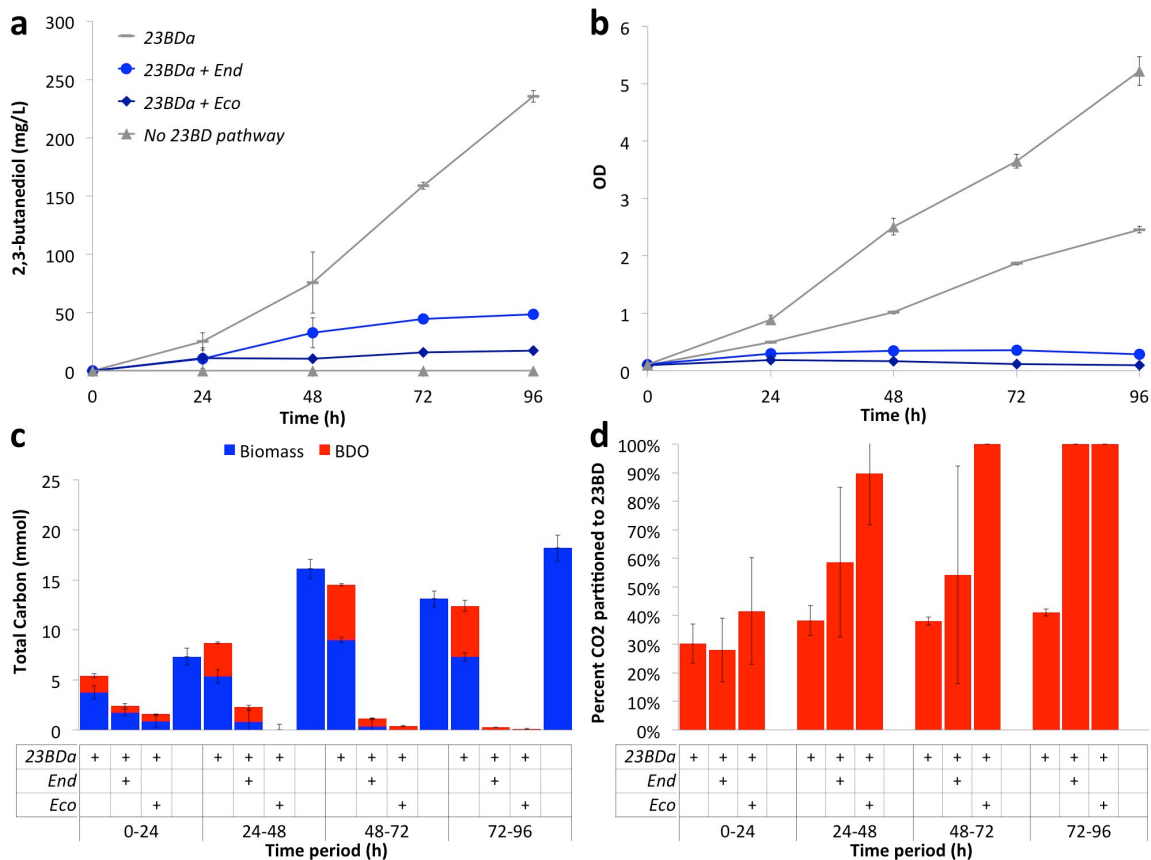 a
300
250
200
150
100
50
0
2,3-butanediol (mg/L)
23BDa
23BDa + End
23BDa + Eco
No 23BD pathway
0 24 48 72 96
Time (h)
b
6
5
4
3
2
1
0
OD
0 24 48 72 96
Time (h)
c
Biomass BDO
25
20
15
10
5
0
Total Carbon (mmol)
23BDa + + + + + + + + + + + +
End + + + +
Eco + + + +
0-24 24-48 48-72 72-96
Time period (h)
d
100%
90%
80%
70%
60%
50%
40%
30%
20%
10%
0%
Percent CO2 partitioned to 23BD
23BDa + + + + + + + + + + + +
End + + + +
Eco + + + +
0-24 24-48 48-72 72-96
Time period (h)